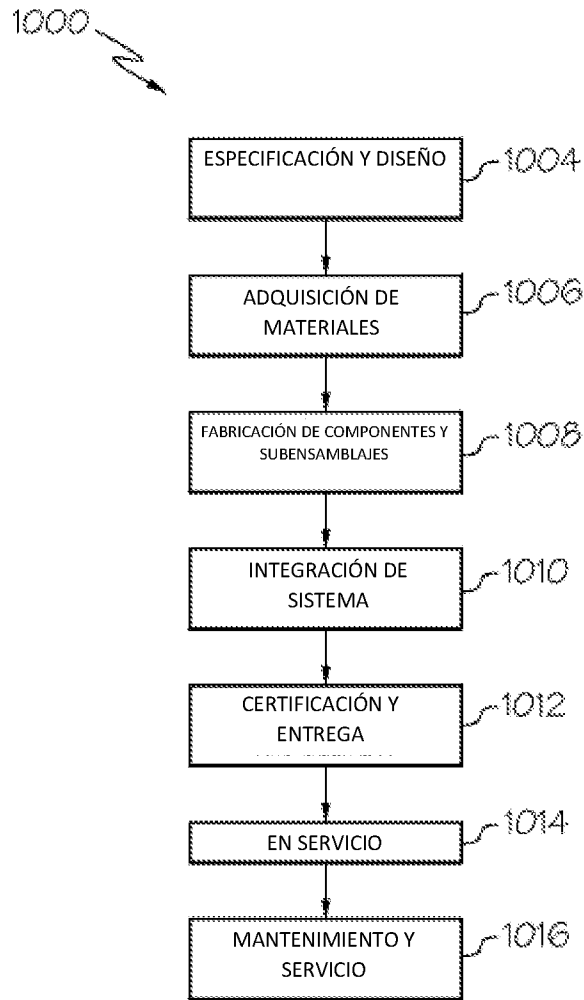 1000
ESPECIFICACIÓN Y DISEÑO
1004
ADQUISICIÓN DE
MATERIALES
1006
FABRICACIÓN DE COMPONENTES Y
SUBENSAMBLAJES
1008
INTEGRACIÓN DE
SISTEMA
1010
CERTIFICACIÓN Y
ENTREGA
1012
EN SERVICIO
1014
MANTENIMIENTO Y
SERVICIO
1016